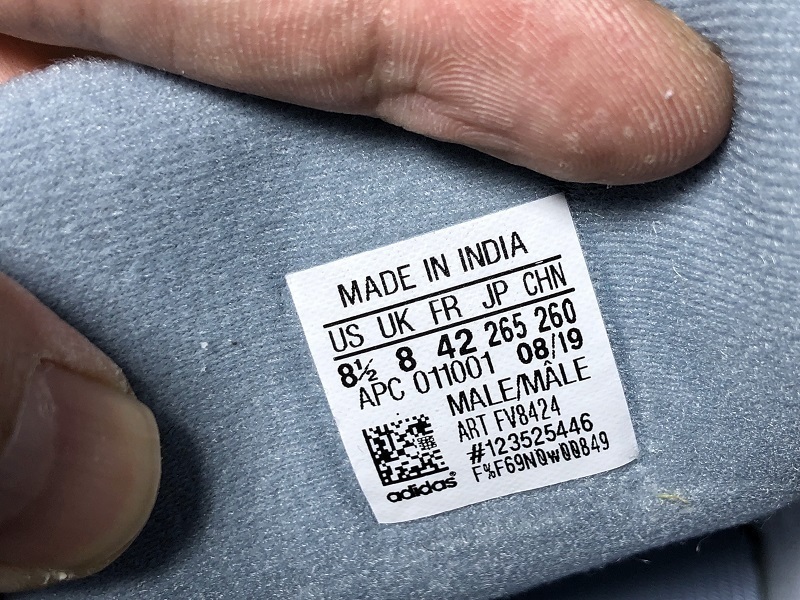 MADE IN INDIA
US UK FR JP CHN
8½ 8 42 265 260
APC 011001 08/19
MALE/MÂLE
ART FV8424
#123525446
F%F69N0w00849
adidas®